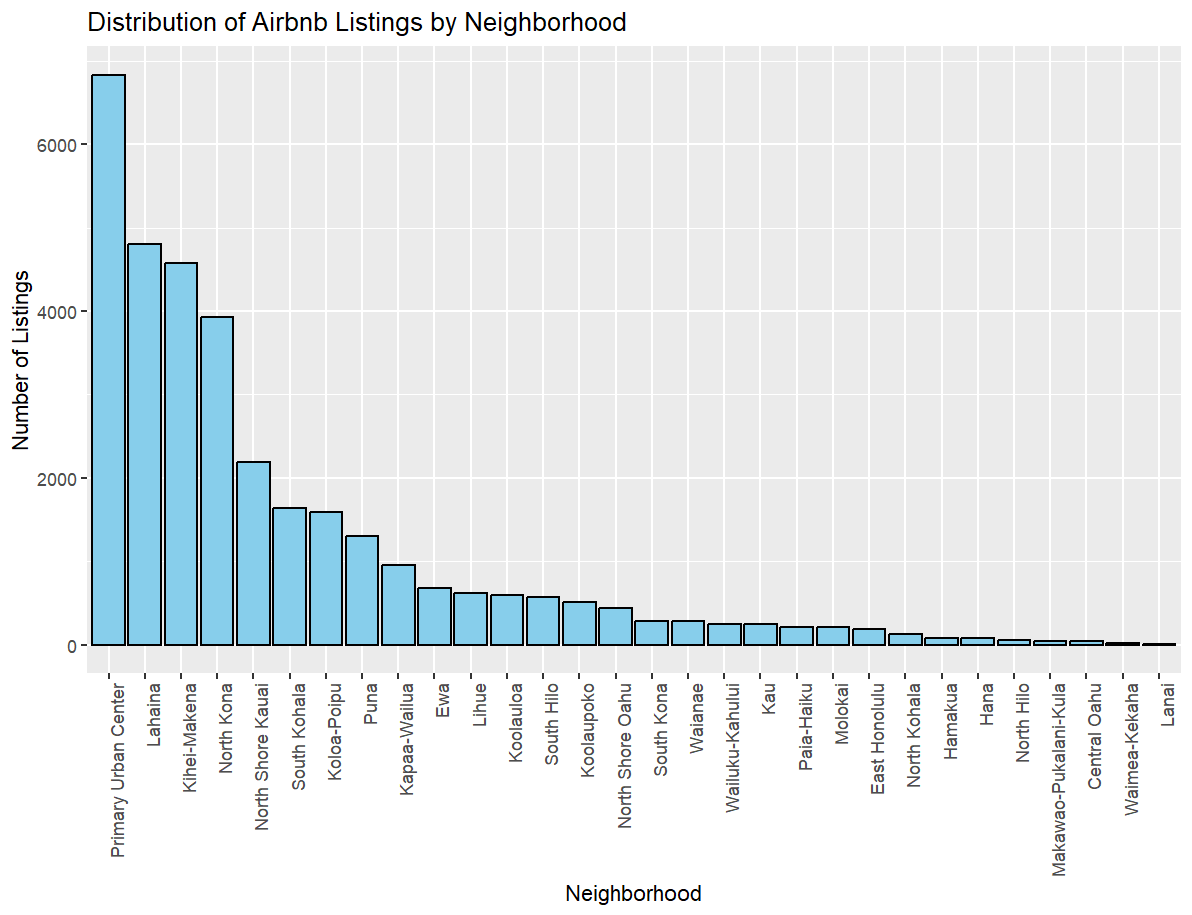 Distribution of Airbnb Listings by Neighborhood
Number of Listings
6000
4000
2000
0
Primary Urban Center
Lahaina
Kihei-Makena
North Kona
North Shore Kauai
South Kohala
Koloa-Poipu
Puna
Kapaa-Wailua
Ewa
Lihue
Koolauloa
South Hilo
Koolaupoko
North Shore Oahu
South Kona
Waianae
Wailuku-Kahului
Kau
Paia-Haiku
Molokai
East Honolulu
North Kohala
Hamakua
Hana
North Hilo
Makawao-Pukalani-Kula
Central Oahu
Waimea-Kekaha
Lanai
Neighborhood